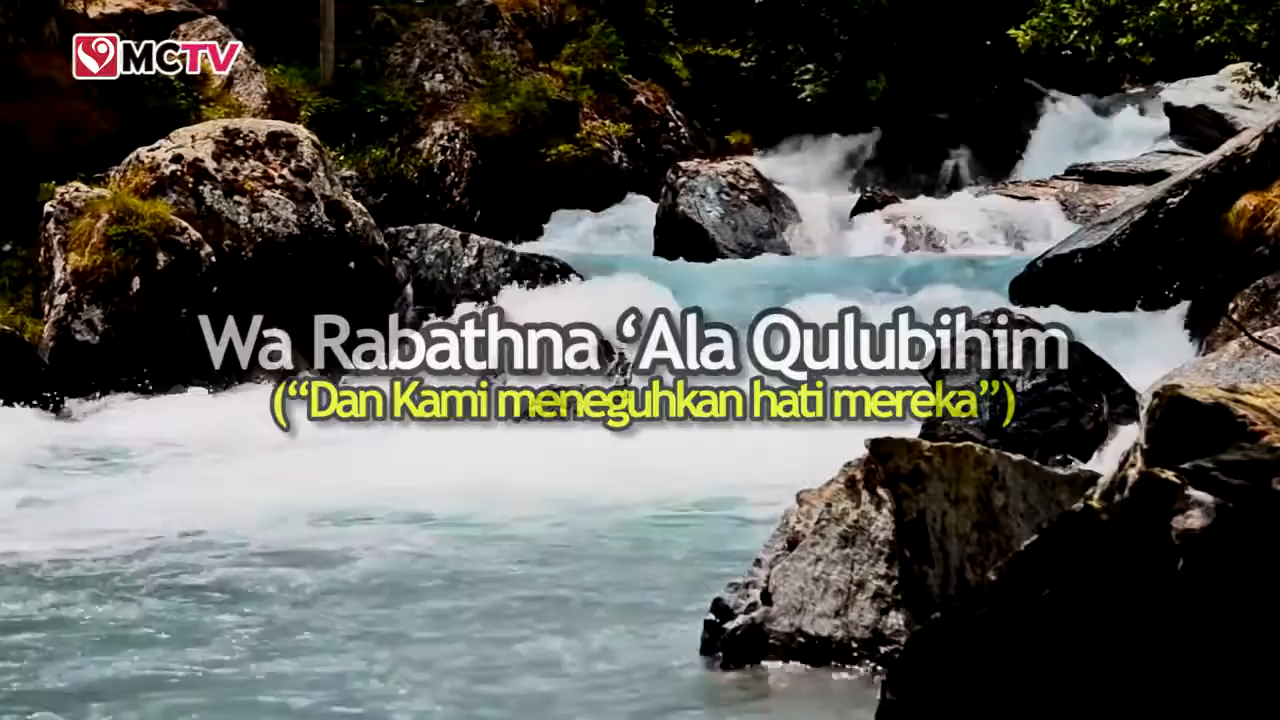 MCTV
Wa Rabathna ‘Ala Qulubihim
(“Dan Kami meneguhkan hati mereka”)